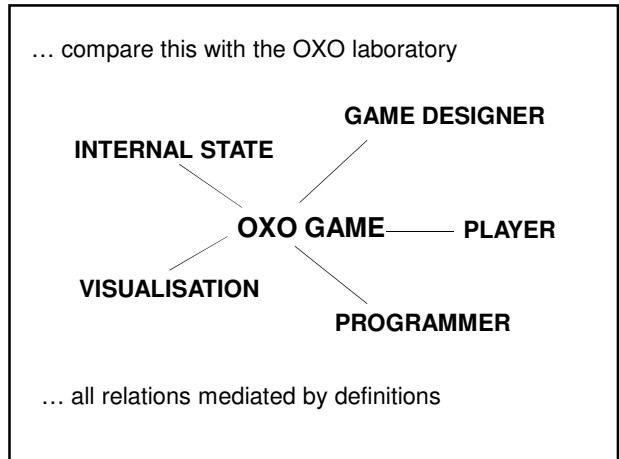 … compare this with the OXO laboratory
GAME DESIGNER
INTERNAL STATE
OXO GAME
PLAYER
VISUALISATION
PROGRAMMER
… all relations mediated by definitions